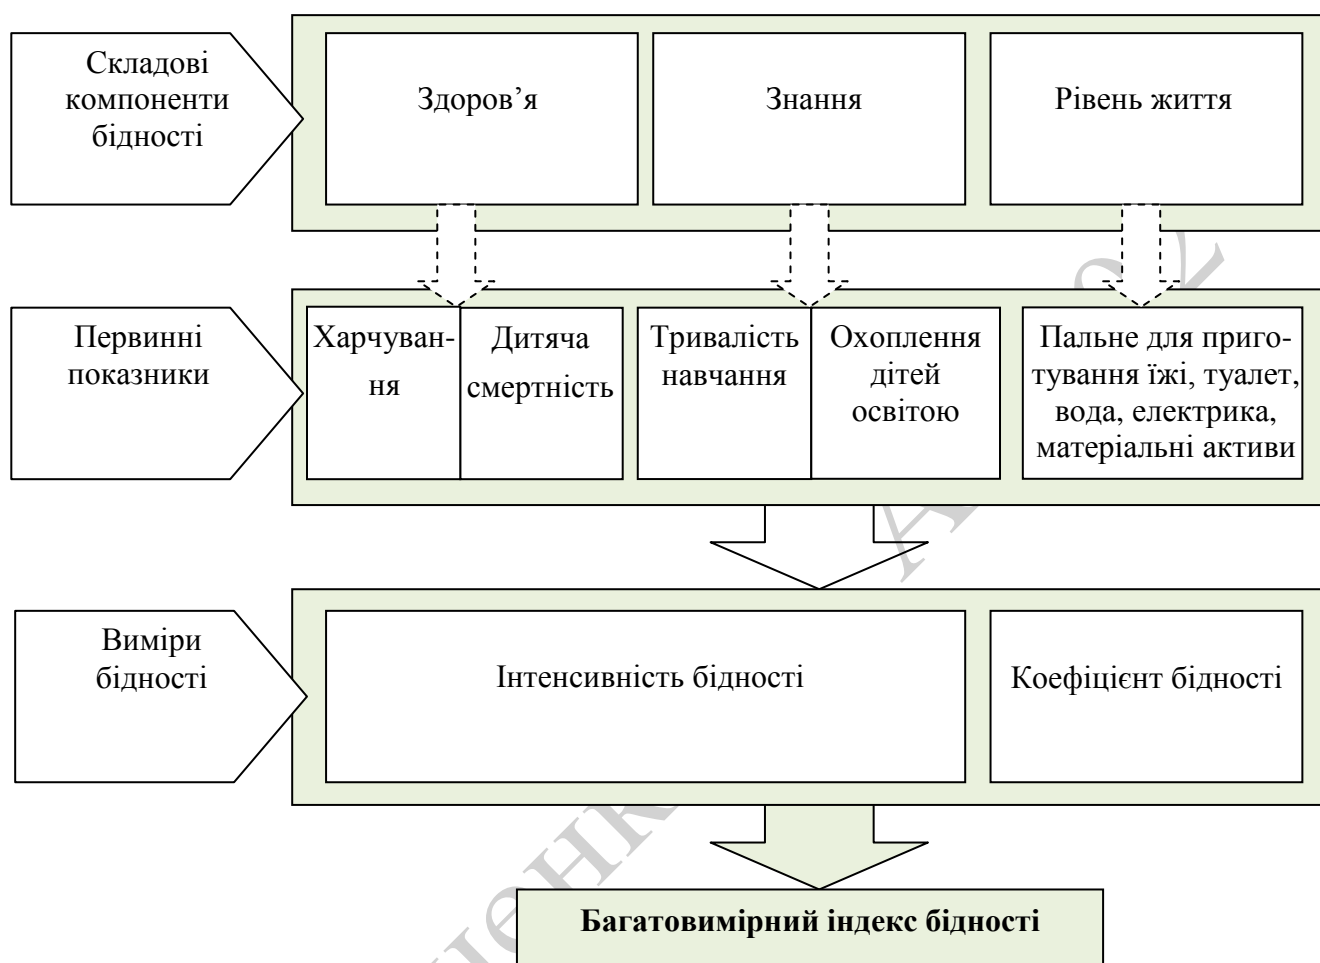 Складові
компоненти
бідності
Здоров’я
Знання
Рівень життя
Первинні
показники
Харчуван-
ня
Дитяча
смертність
Тривалість
навчання
Охоплення
дітей
освітою
Пальне для приго-
тування їжі, туалет,
вода, електрика,
матеріальні активи
Виміри
бідності
Інтенсивність бідності
Коефіцієнт бідності
Багатовимірний індекс бідності